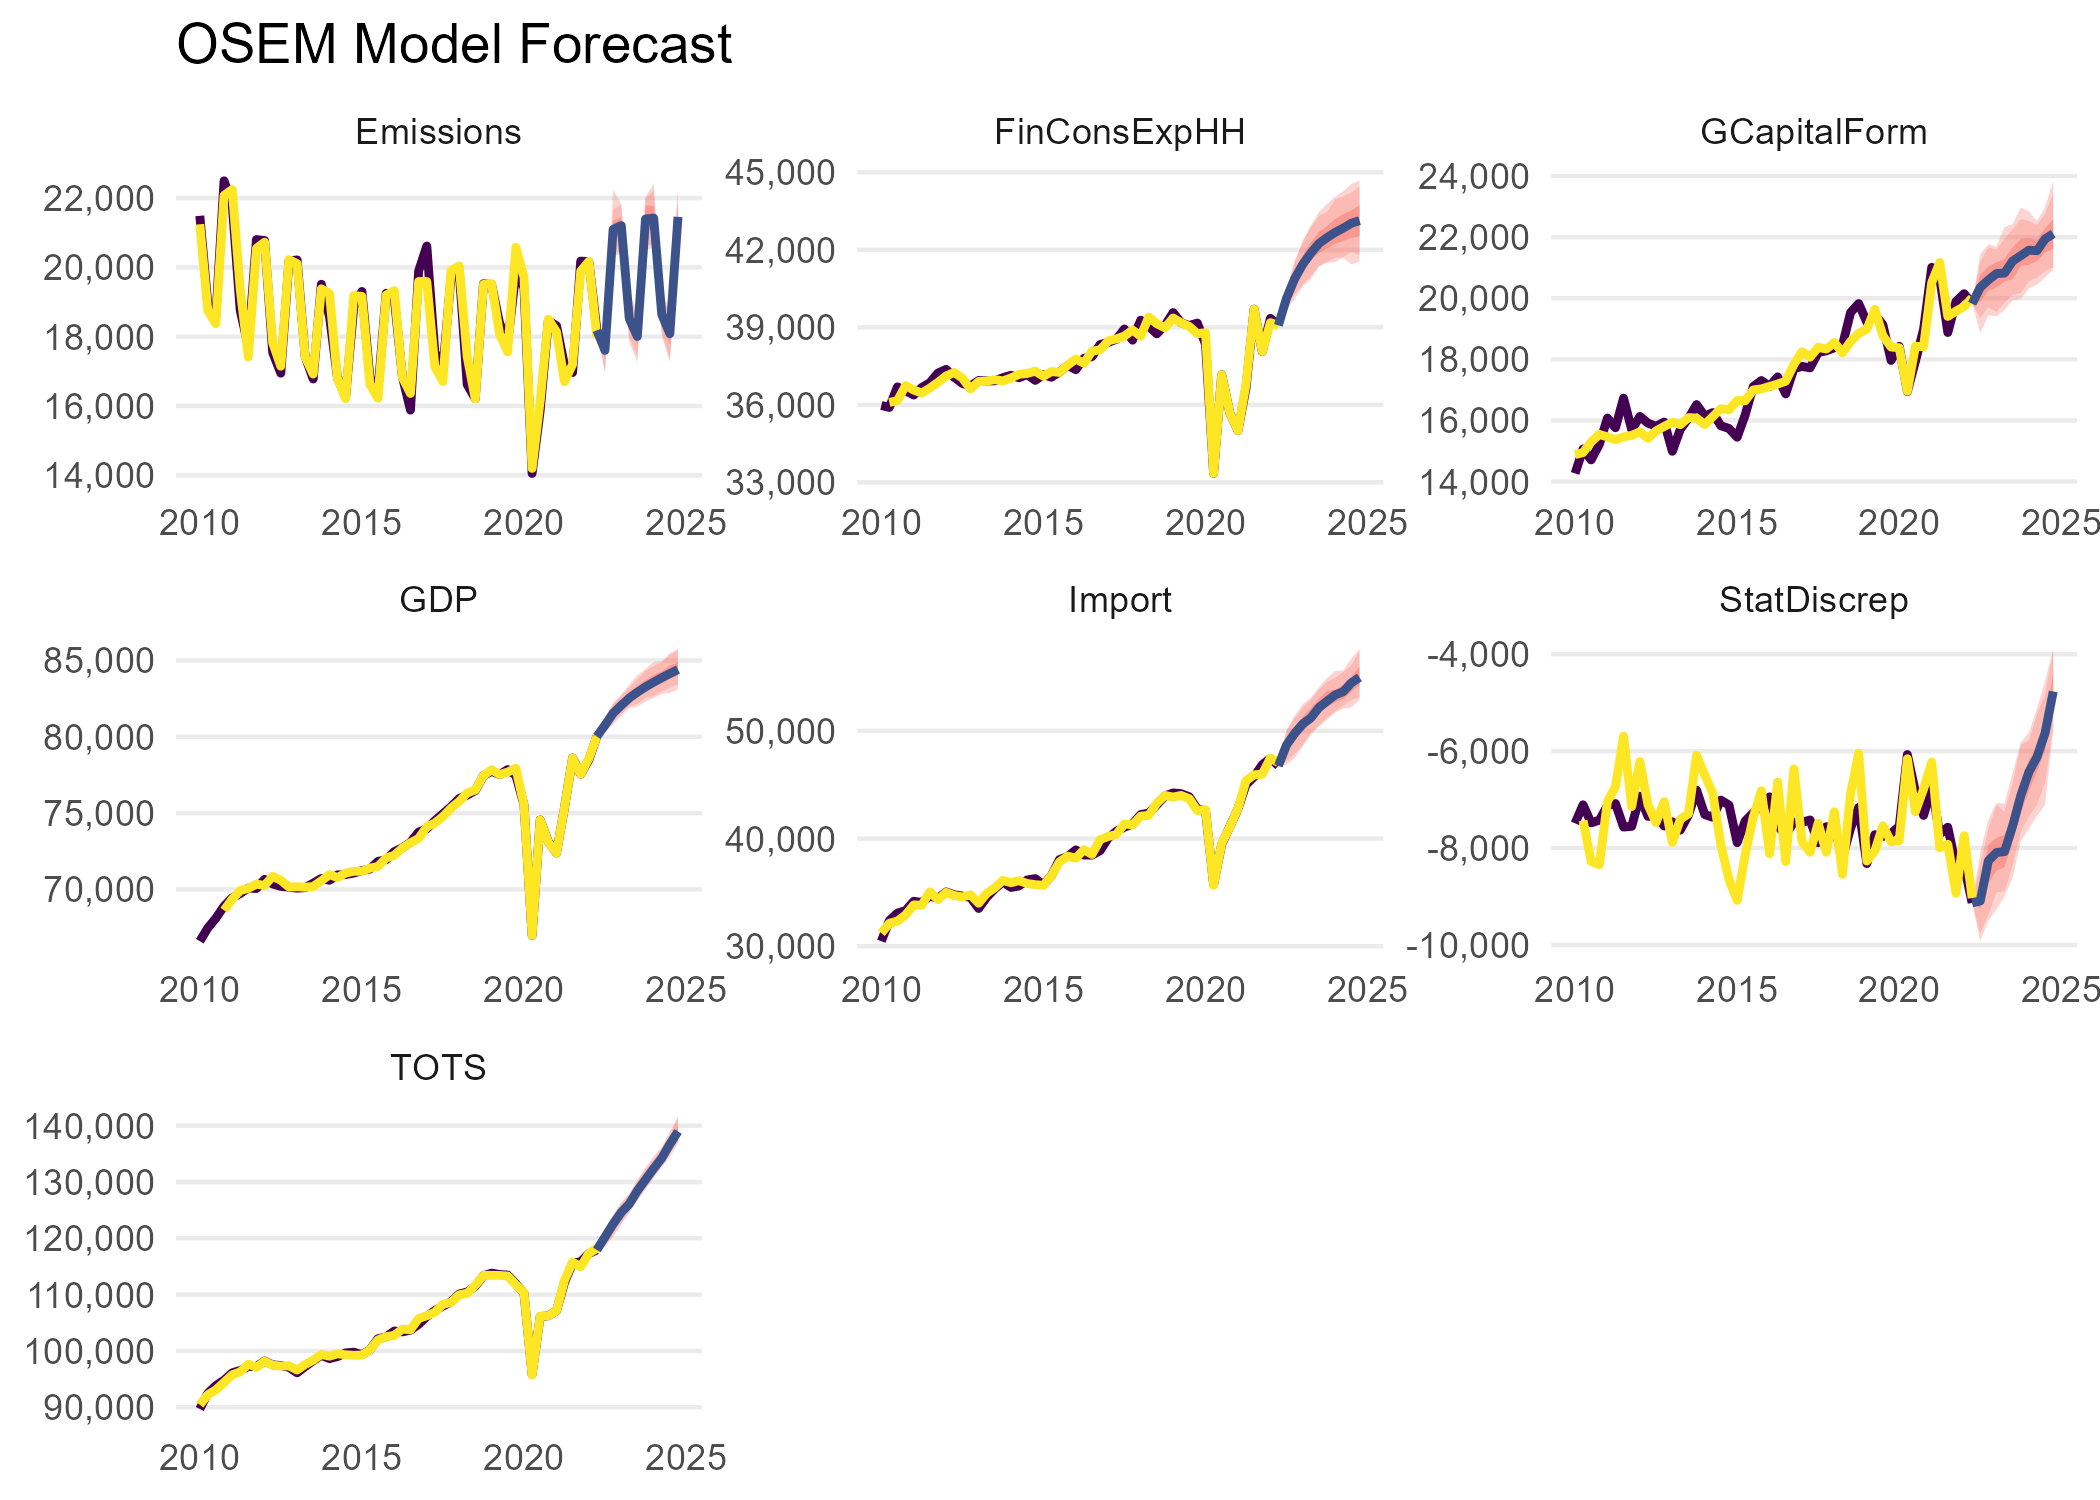 OSEM Model Forecast
Emissions
22,000
20,000
18,000
16,000
14,000
2010 2015 2020 2025
FinConsExpHH
45,000
42,000
39,000
36,000
33,000
2010 2015 2020 2025
GCapitalForm
24,000
22,000
20,000
18,000
16,000
14,000
2010 2015 2020 2025
GDP
85,000
80,000
75,000
70,000
2010 2015 2020 2025
Import
50,000
40,000
30,000
2010 2015 2020 2025
StatDiscrep
-4,000
-6,000
-8,000
-10,000
2010 2015 2020 2025
TOTS
140,000
130,000
120,000
110,000
100,000
90,000
2010 2015 2020 2025